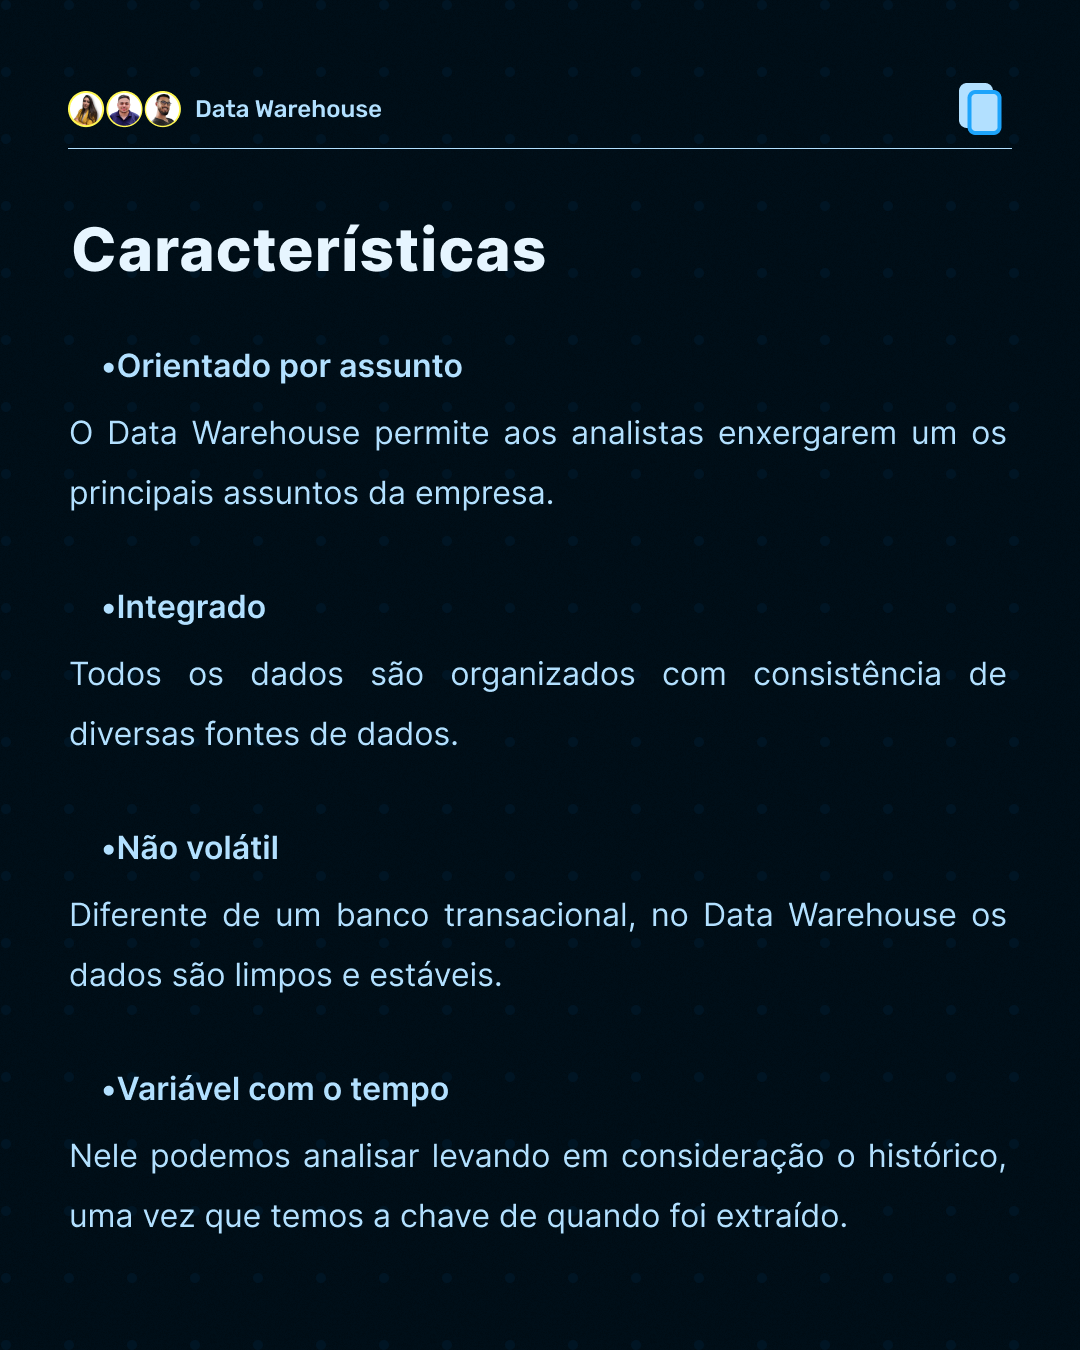 Data Warehouse
Características
•Orientado por assunto
O Data Warehouse permite aos analistas enxergarem um os
principais assuntos da empresa.
•Integrado
Todos os dados são organizados com consistência de
diversas fontes de dados.
•Não volátil
Diferente de um banco transacional, no Data Warehouse os
dados são limpos e estáveis.
•Variável com o tempo
Nele podemos analisar levando em consideração o histórico,
uma vez que temos a chave de quando foi extraído.